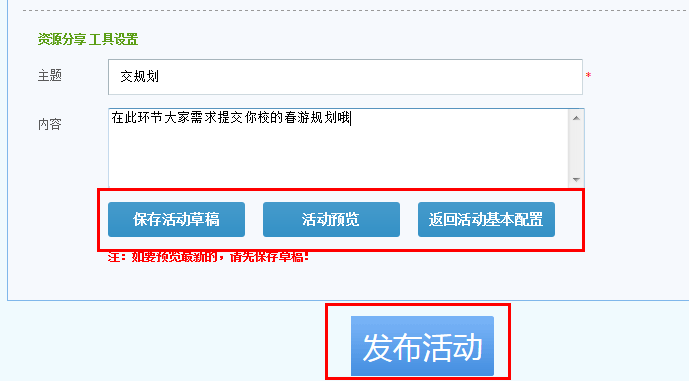 资源分享工具设置
主题 交规划 *
内容 在此环节大家需求提交你校的春游规划哦
保存活动草稿 活动预览 返回活动基本配置
注：如要预览最新的，请先保存草稿！
发布活动